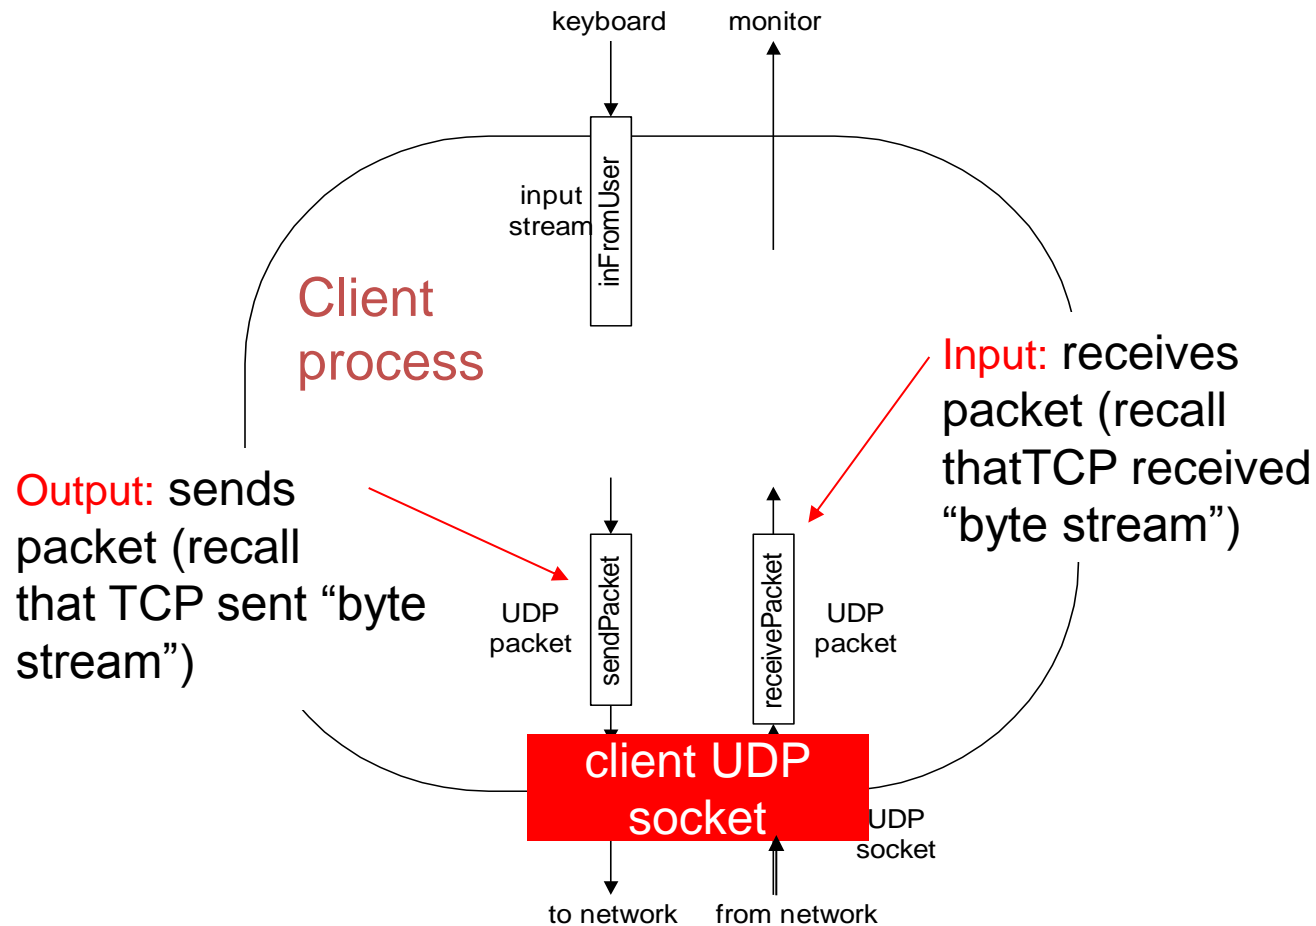 keyboard
monitor
input
stream
inFromUser
Client
process
Input: receives
packet (recall
thatTCP received
“byte stream”)
Output: sends
packet (recall
that TCP sent “byte
stream”)
UDP
packet
sendPacket
receivePacket
UDP
packet
client UDP
socket
UDP
socket
to network
from network